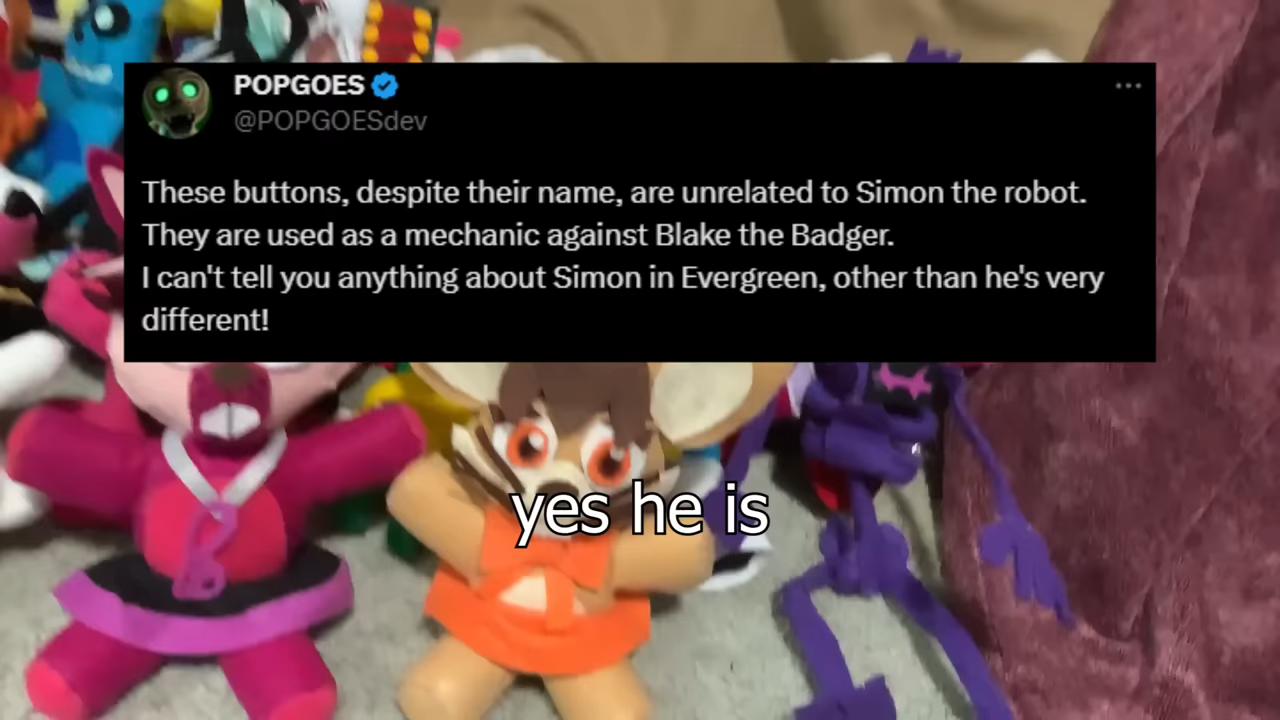 POPGOES
@POPGOESdev
These buttons, despite their name, are unrelated to Simon the robot.
They are used as a mechanic against Blake the Badger.
I can't tell you anything about Simon in Evergreen, other than he's very
different!
yes he is